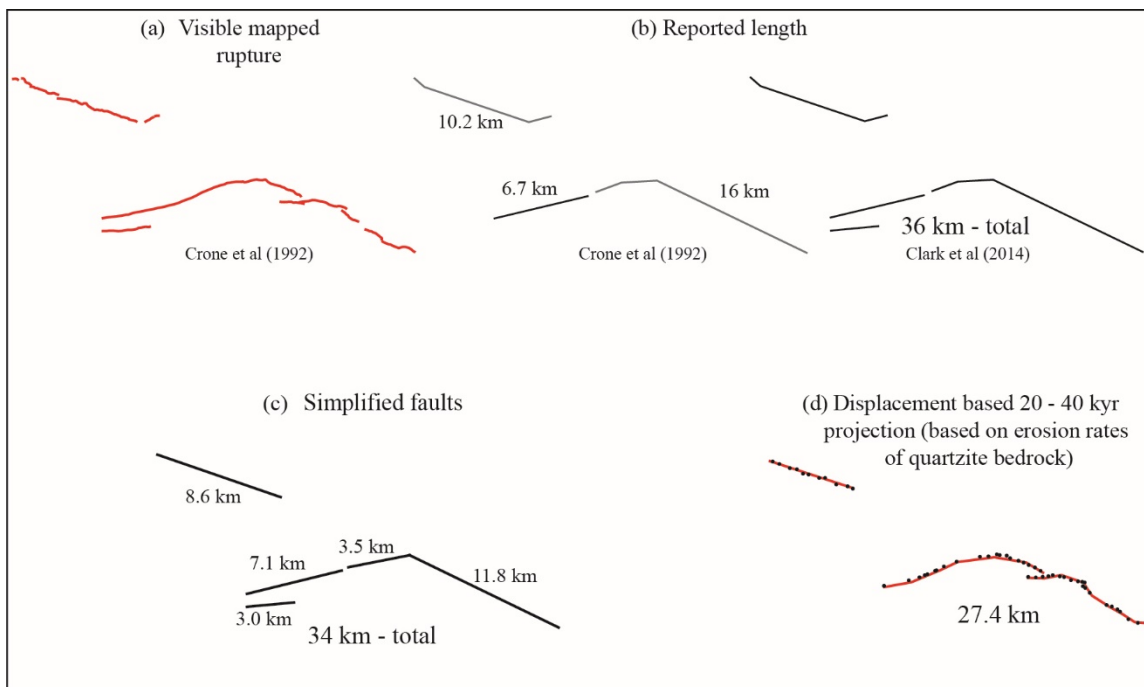 (a) Visible mapped
rupture
(b) Reported length
10.2 km
6.7 km
16 km
36 km - total
Crone et al (1992)
Crone et al (1992)
Clark et al (2014)
(c) Simplified faults
8.6 km
7.1 km
3.5 km
11.8 km
3.0 km
34 km - total
(d) Displacement based 20 - 40 kyr
projection (based on erosion rates
of quartzite bedrock)
27.4 km